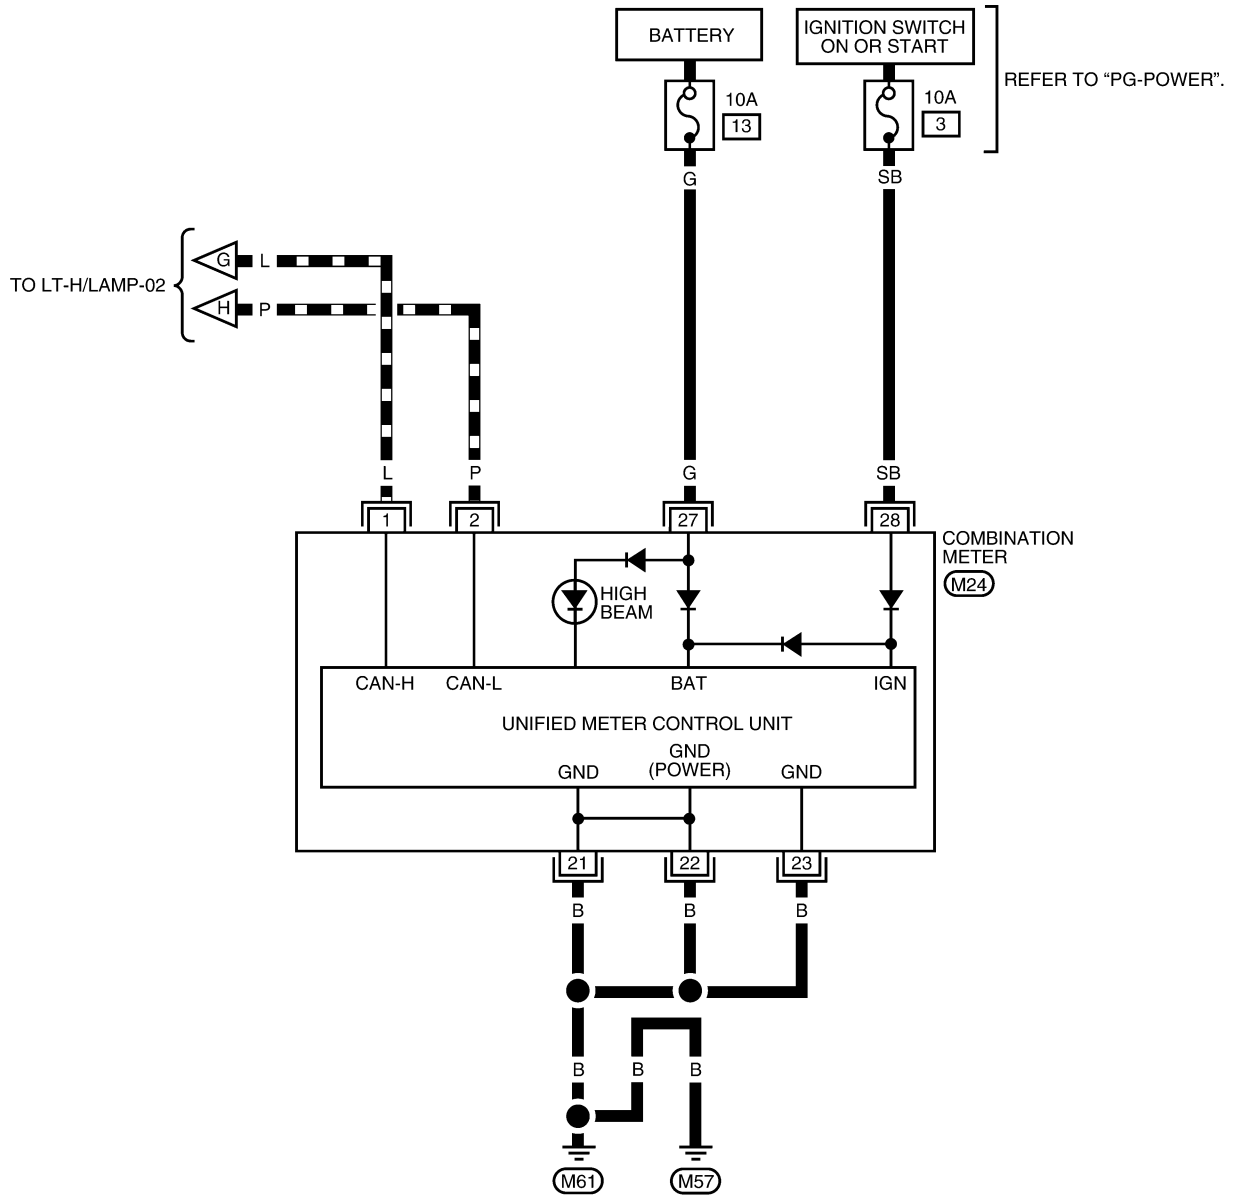 BATTERY
IGNITION SWITCH
ON OR START
REFER TO “PG-POWER”.
10A
13
10A
3
G
SB
TO LT-H/LAMP-02
G
L
H
P
L
P
G
SB
1
2
27
28
COMBINATION
METER
M24
HIGH
BEAM
CAN-H
CAN-L
BAT
IGN
UNIFIED METER CONTROL UNIT
GND
GND
(POWER)
GND
21
22
23
B
B
B
B
B
B
M61
M57